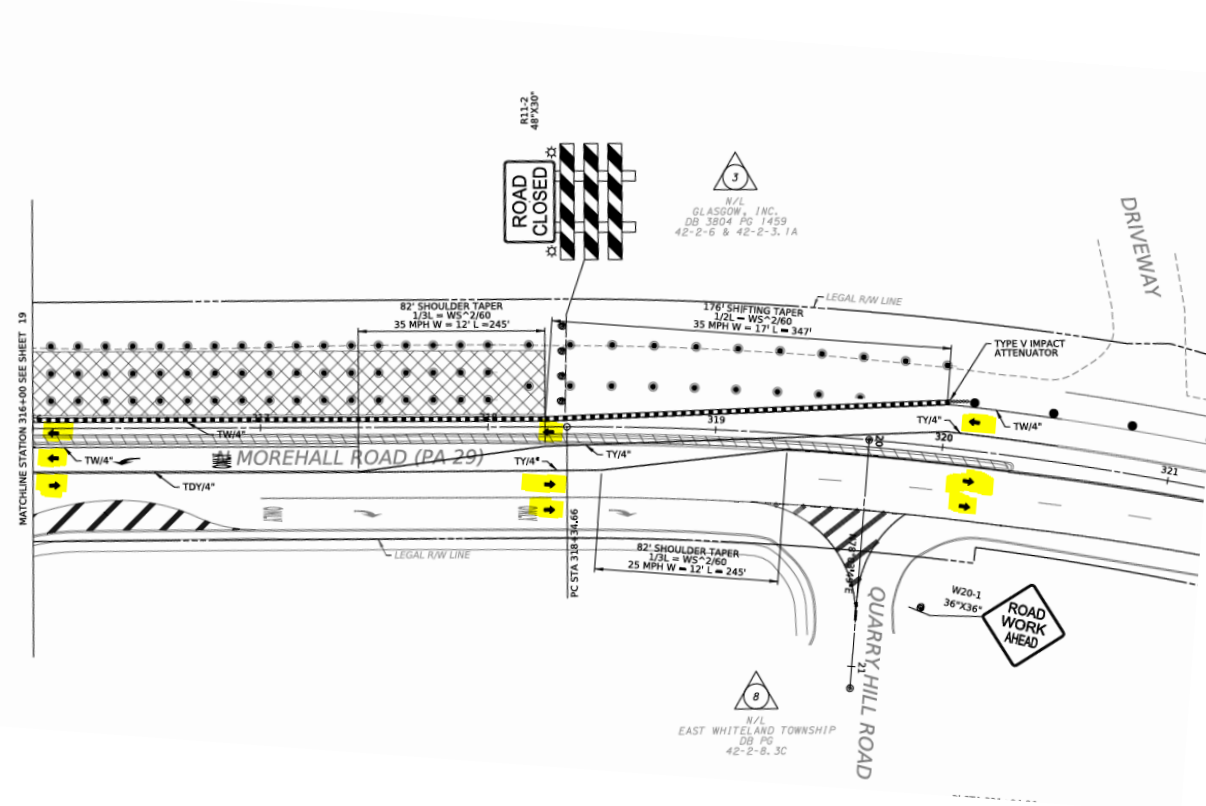 R11-2
48"X30"
ROAD
CLOSED
3
N/L
GLASGOW, INC.
DB 3804 PG 1459
42-2-6 & 42-2-3.1A
DRIVEWAY
LEGAL R/W LINE
82' SHOULDER TAPER
1/3L = WS^2/60
35 MPH W = 12' L =245'
176' SHIFTING TAPER
1/2L = WS^2/60
35 MPH W = 17' L = 347'
TYPE V IMPACT
ATTENUATOR
MATCHLINE STATION 316+00 SEE SHEET 19
319
320
321
20
TW/4"
TW/4"
TW/4"
TY/4"
TY/4"
TY/4"
MOREHALL ROAD (PA 29)
TDY/4"
ONLY
ONLY
LEGAL R/W LINE
PC STA 318+34.66
82' SHOULDER TAPER
1/3L = WS^2/60
25 MPH W = 12' L = 245'
QUARRY HILL ROAD
21
W20-1
36"X36"
ROAD
WORK
AHEAD
8
N/L
EAST WHITELAND TOWNSHIP
DB PG
42-2-8.3C